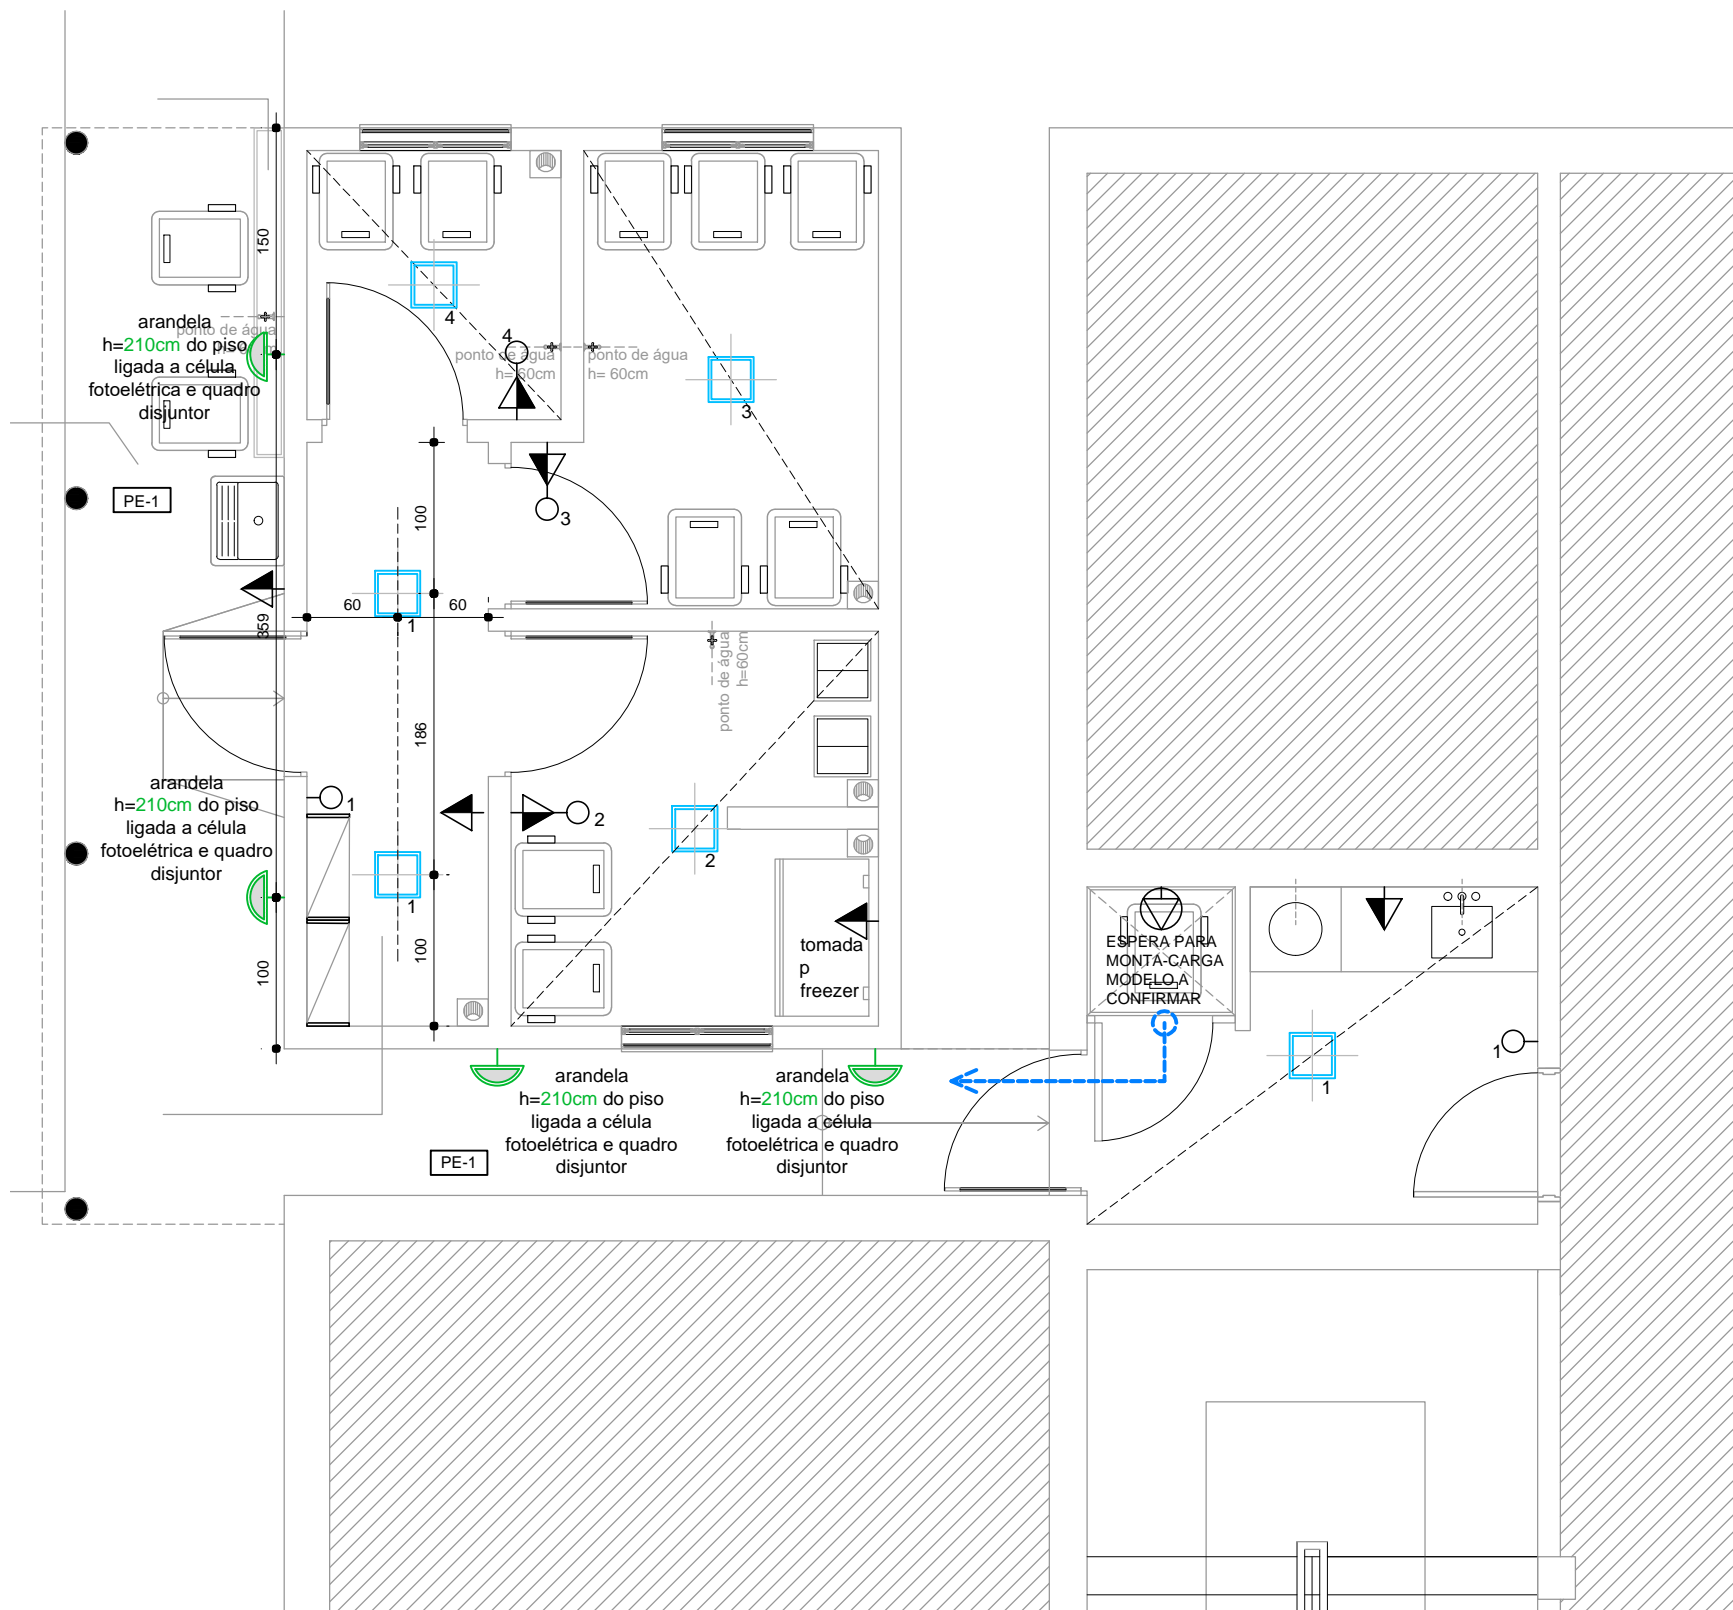 150
arandela
h=210cm do piso
ligada a célula
fotoelétrica e quadro
disjuntor
ponto de água
4
4
ponto de água
h= 60cm
ponto de água
h= 60cm
3
PE-1
100
3
60
60
1
359
ponto de água
h=60cm
186
arandela
h=210cm do piso
ligada a célula
fotoelétrica e quadro
disjuntor
1
2
2
1
100
100
tomada
p
freezer
ESPERA PARA
MONTA-CARGA
MODELO A
CONFIRMAR
1
1
arandela
h=210cm do piso
ligada a célula
fotoelétrica e quadro
disjuntor
arandela
h=210cm do piso
ligada a célula
fotoelétrica e quadro
disjuntor
PE-1